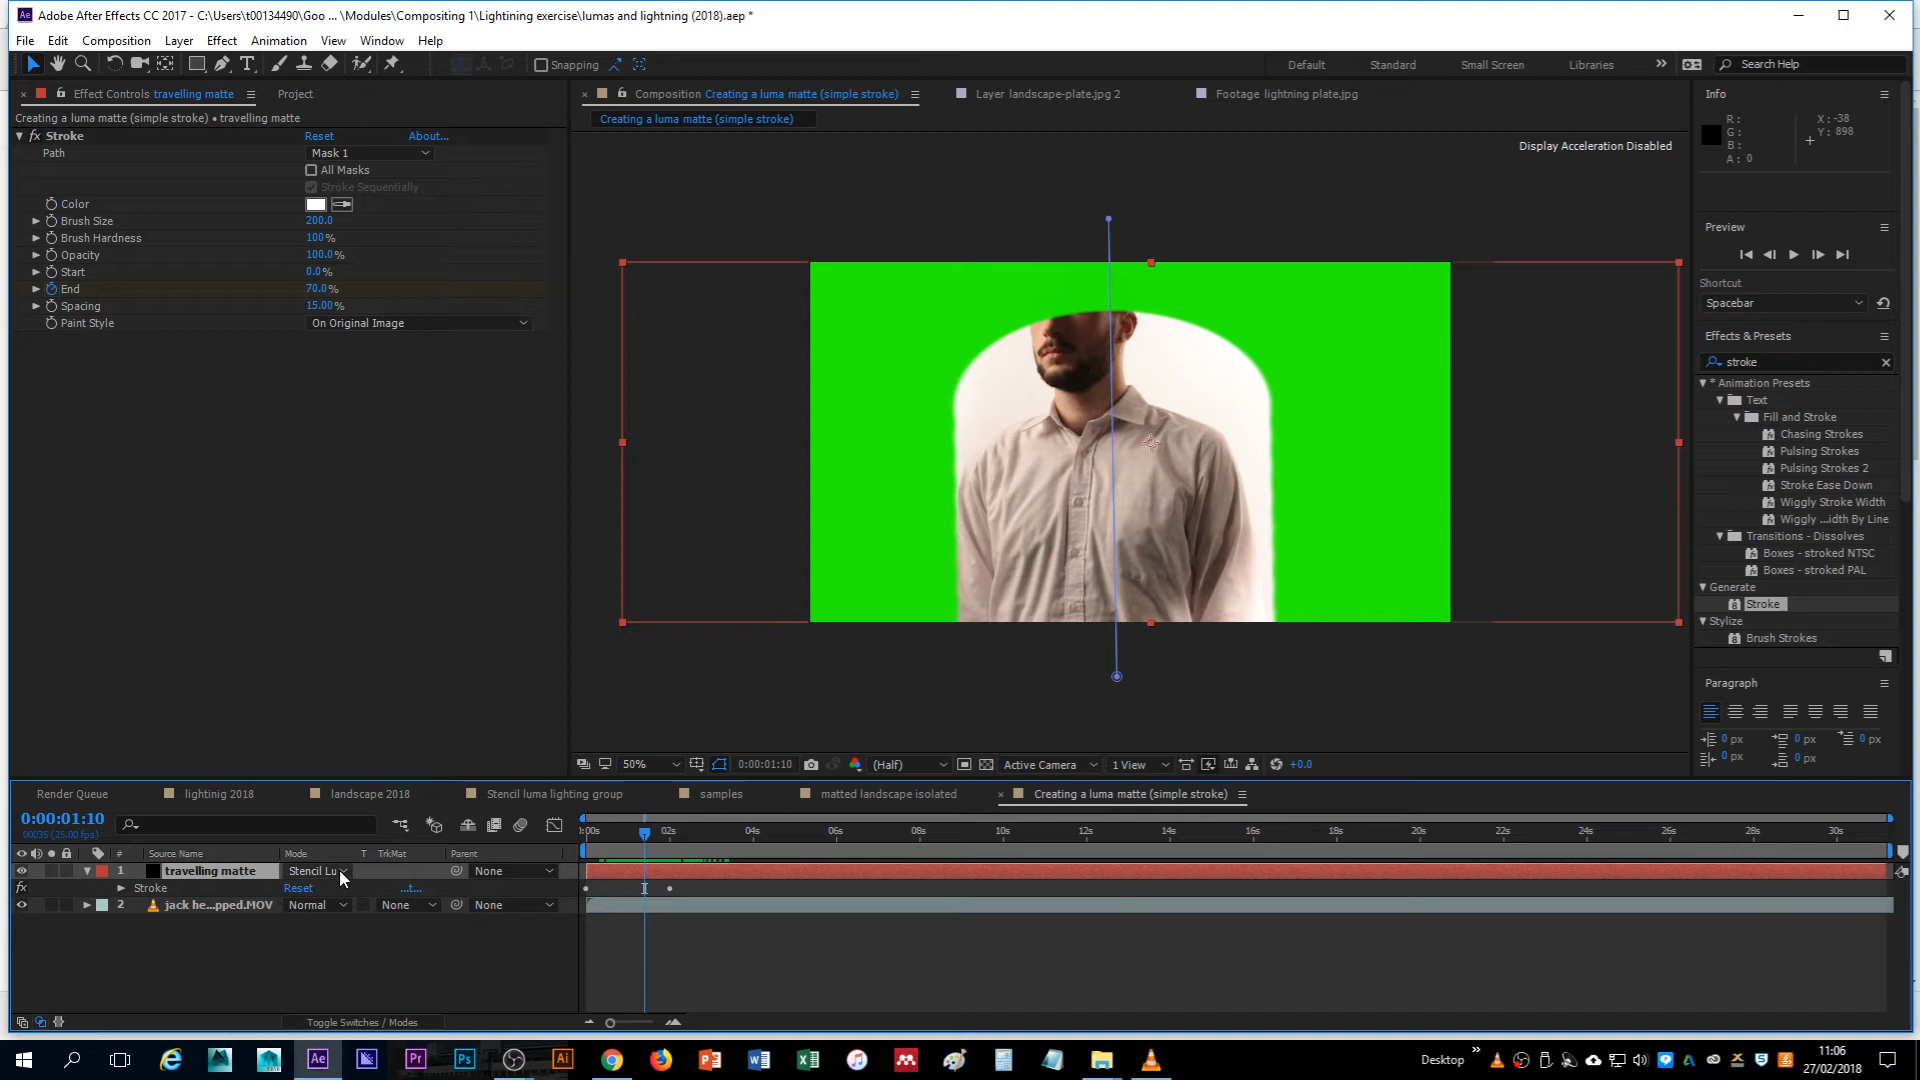 Adobe After Effects CC 2017 - C:\Users\t00134490\Goo ... \Modules\Compositing 1\Lightining exercise\lumas and lightning (2018).aep *
File Edit Composition Layer Effect Animation View Window Help
Snapping
Default Standard Small Screen Libraries
Search Help
Effect Controls travelling matte
Project
Composition Creating a luma matte (simple stroke)
Layer landscape-plate.jpg 2
Footage lightning plate.jpg
Info
Creating a luma matte (simple stroke) • travelling matte
Creating a luma matte (simple stroke)
R:
G:
B:
A: 0
X: -38
Y: 898
fx Stroke
Reset
About...
Path
Mask 1
All Masks
Stroke Sequentially
Color
Brush Size
200.0
Brush Hardness
100%
Opacity
100.0%
Start
0.0%
End
70.0%
Spacing
15.00%
Paint Style
On Original Image
Display Acceleration Disabled
Preview
Shortcut
Spacebar
Effects & Presets
stroke
* Animation Presets
Text
Fill and Stroke
Chasing Strokes
Pulsing Strokes
Pulsing Strokes 2
Stroke Ease Down
Wiggly Stroke Width
Wiggly ...idth By Line
Transitions - Dissolves
Boxes - stroked NTSC
Boxes - stroked PAL
Generate
Stroke
Stylize
Brush Strokes
Paragraph
0 px 0 px 0 px
0 px 0 px
50%
0:00:01:10
(Half)
Active Camera
1 View
+0.0
Render Queue
lightinig 2018
landscape 2018
Stencil luma lighting group
samples
matted landscape isolated
Creating a luma matte (simple stroke)
0:00:01:10
00035 (25.00 fps)
:00s 02s 04s 06s 08s 10s 12s 14s 16s 18s 20s 22s 24s 26s 28s 30s
# Source Name Mode T TrkMat Parent
1 travelling matte Stencil Lu None
fx Stroke Reset ...t...
2 jack he...pped.MOV Normal None None
Toggle Switches / Modes
Desktop
11:06
27/02/2018